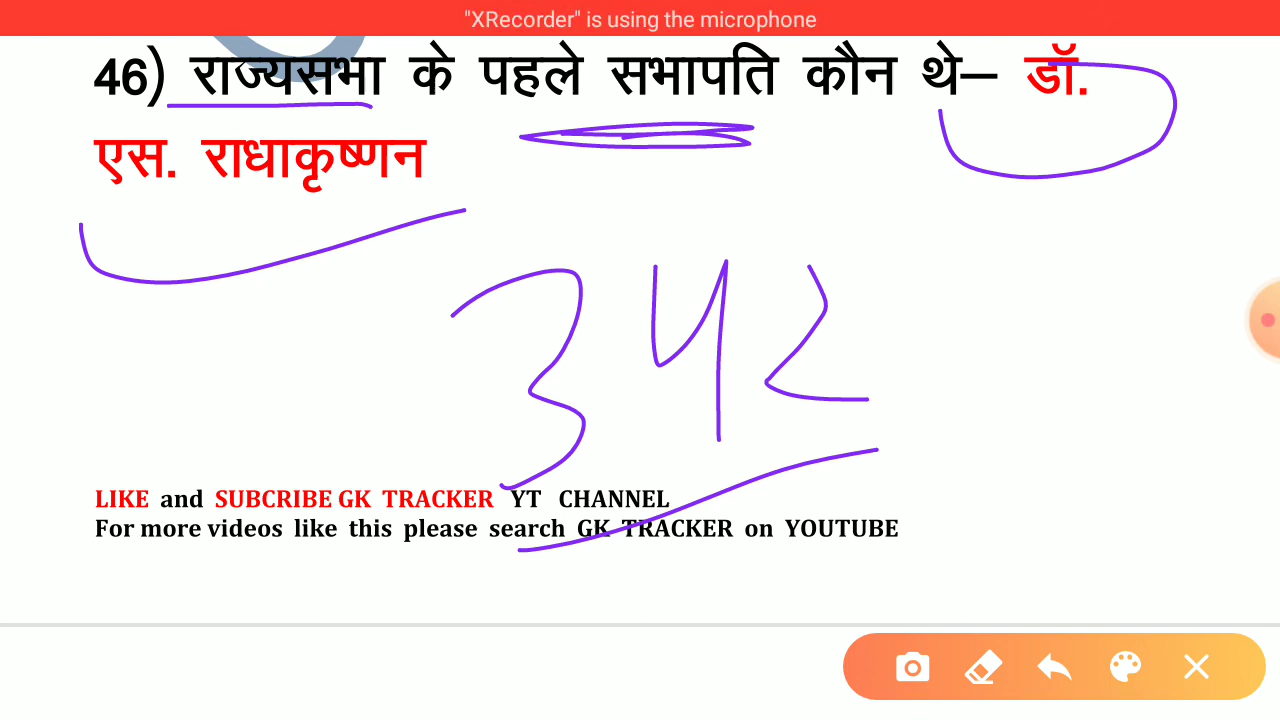 "XRecorder" is using the microphone
46) राज्यसभा के पहले सभापति कौन थे– डॉ.
एस. राधाकृष्णन
342
LIKE and SUBCRIBE GK TRACKER YT CHANNEL
For more videos like this please search GK TRACKER on YOUTUBE